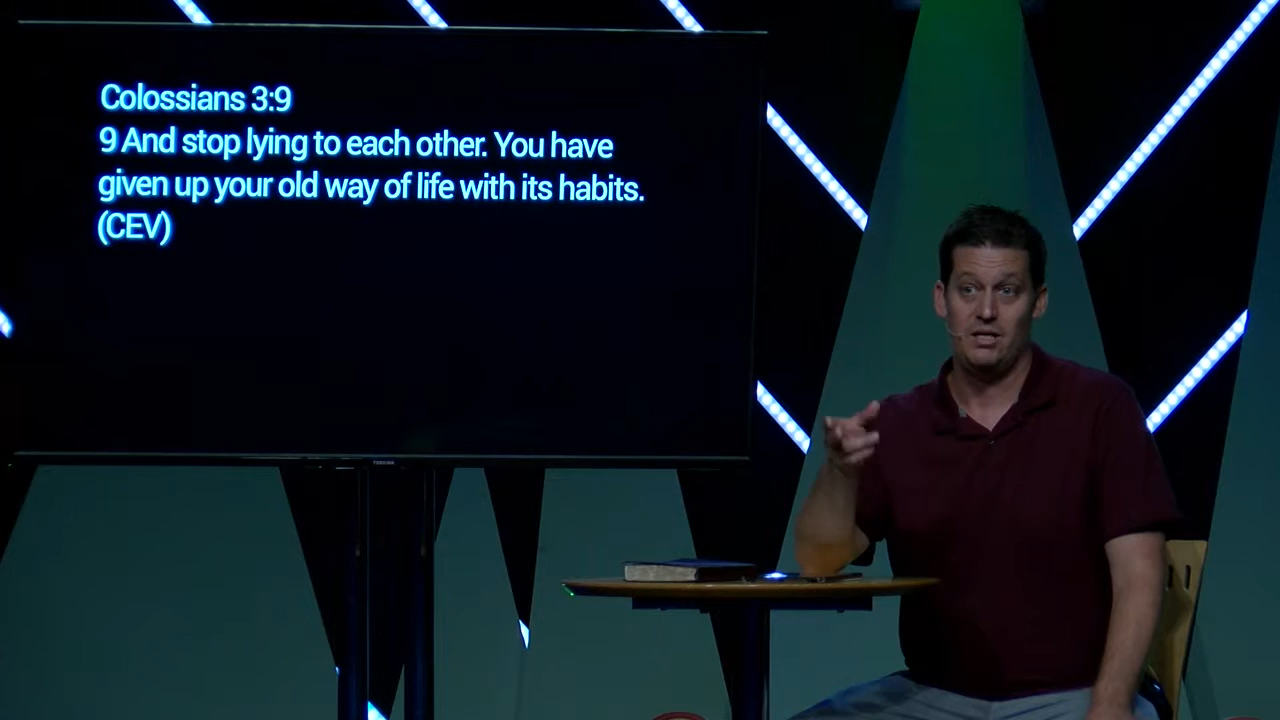 Colossians 3:9
9 And stop lying to each other. You have
given up your old way of life with its habits.
(CEV)
TOSHIBA